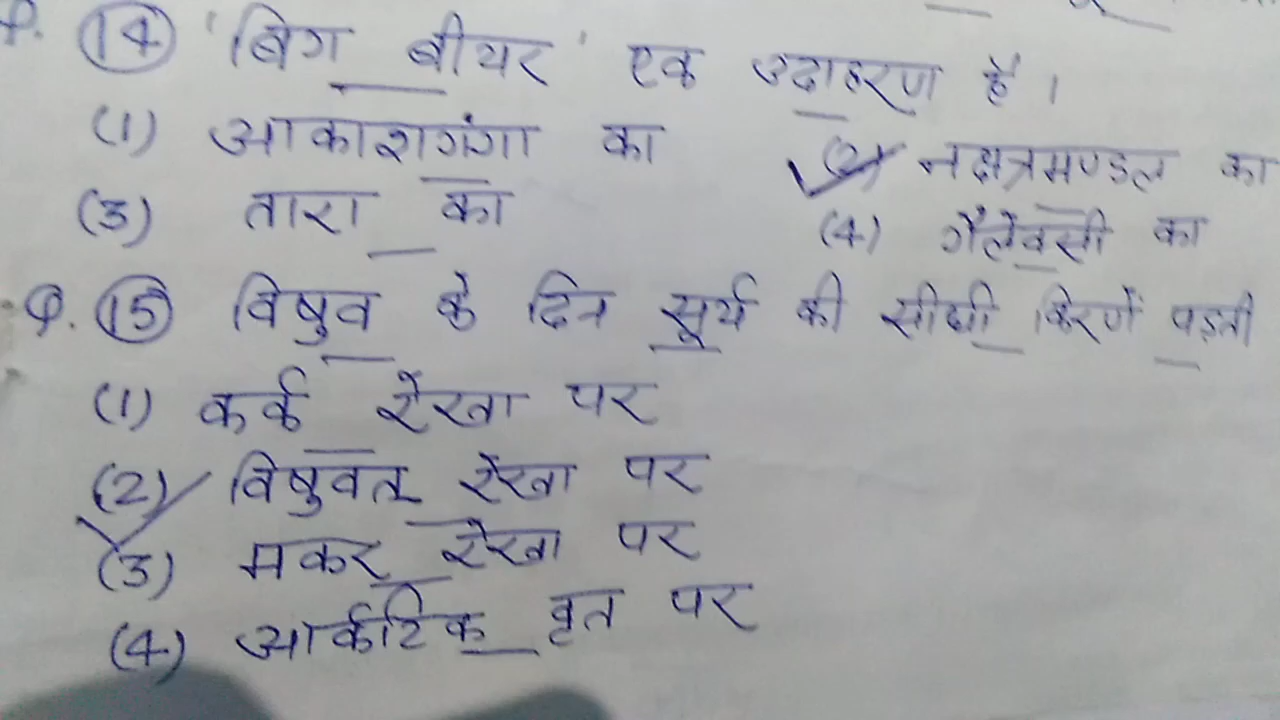 Q. (14) 'बिग बीयर' एक उदाहरण है।
(1) आकाशगंगा का (2) नक्षत्रमण्डल का
(3) तारा का (4) गैलेक्सी का
Q. (15) विषुव के दिन सूर्य की सीधी किरणें पड़ती
(1) कर्क रेखा पर
(2) विषुवत् रेखा पर
(3) मकर रेखा पर
(4) आर्कटिक वृत पर